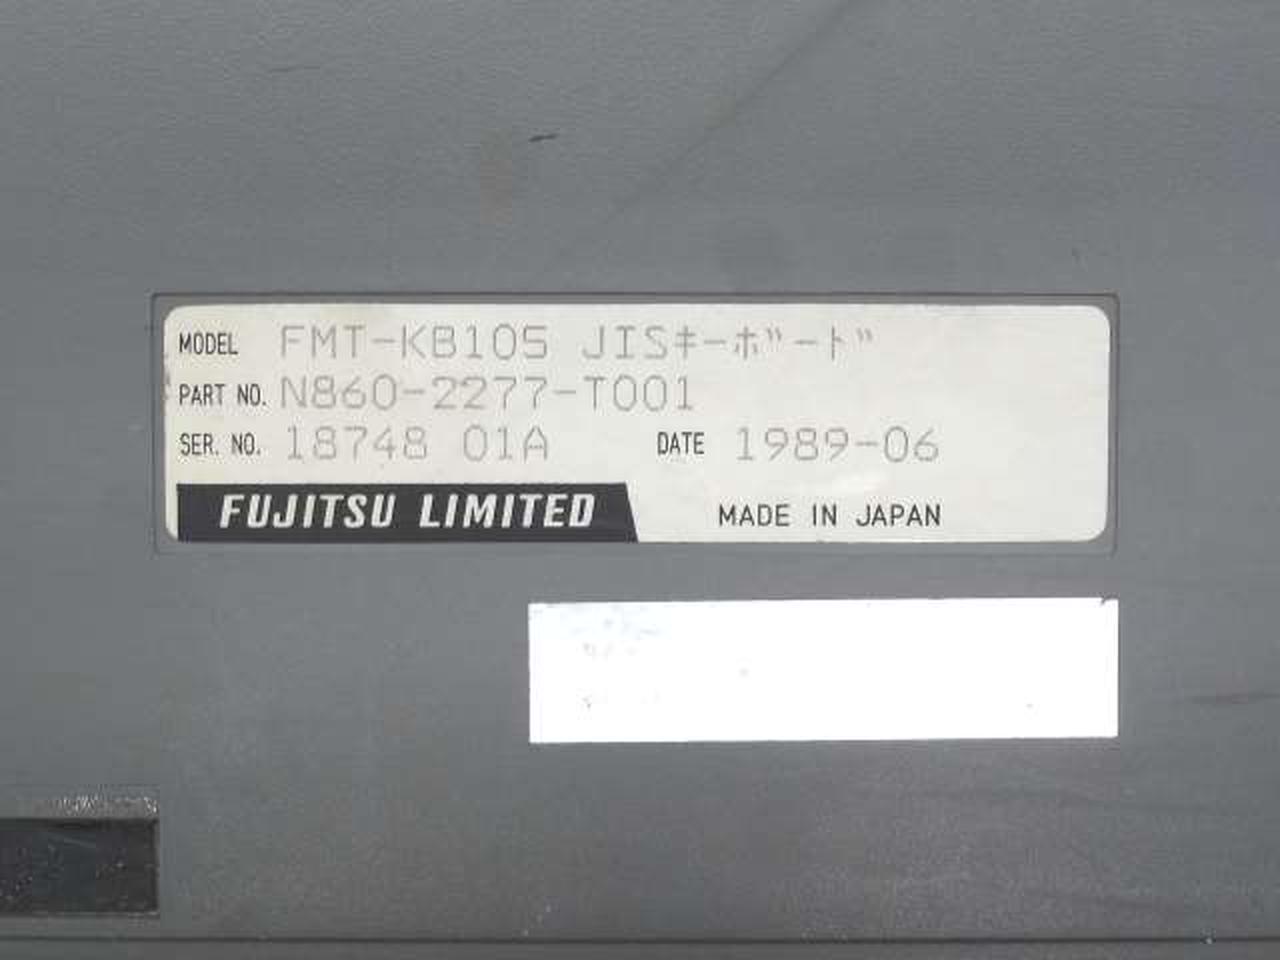 MODEL FMT-KB105 JISｷｰﾎﾞｰﾄﾞ
PART NO. N860-2277-T001
SER. NO. 18748 01A DATE 1989-06
FUJITSU LIMITED MADE IN JAPAN